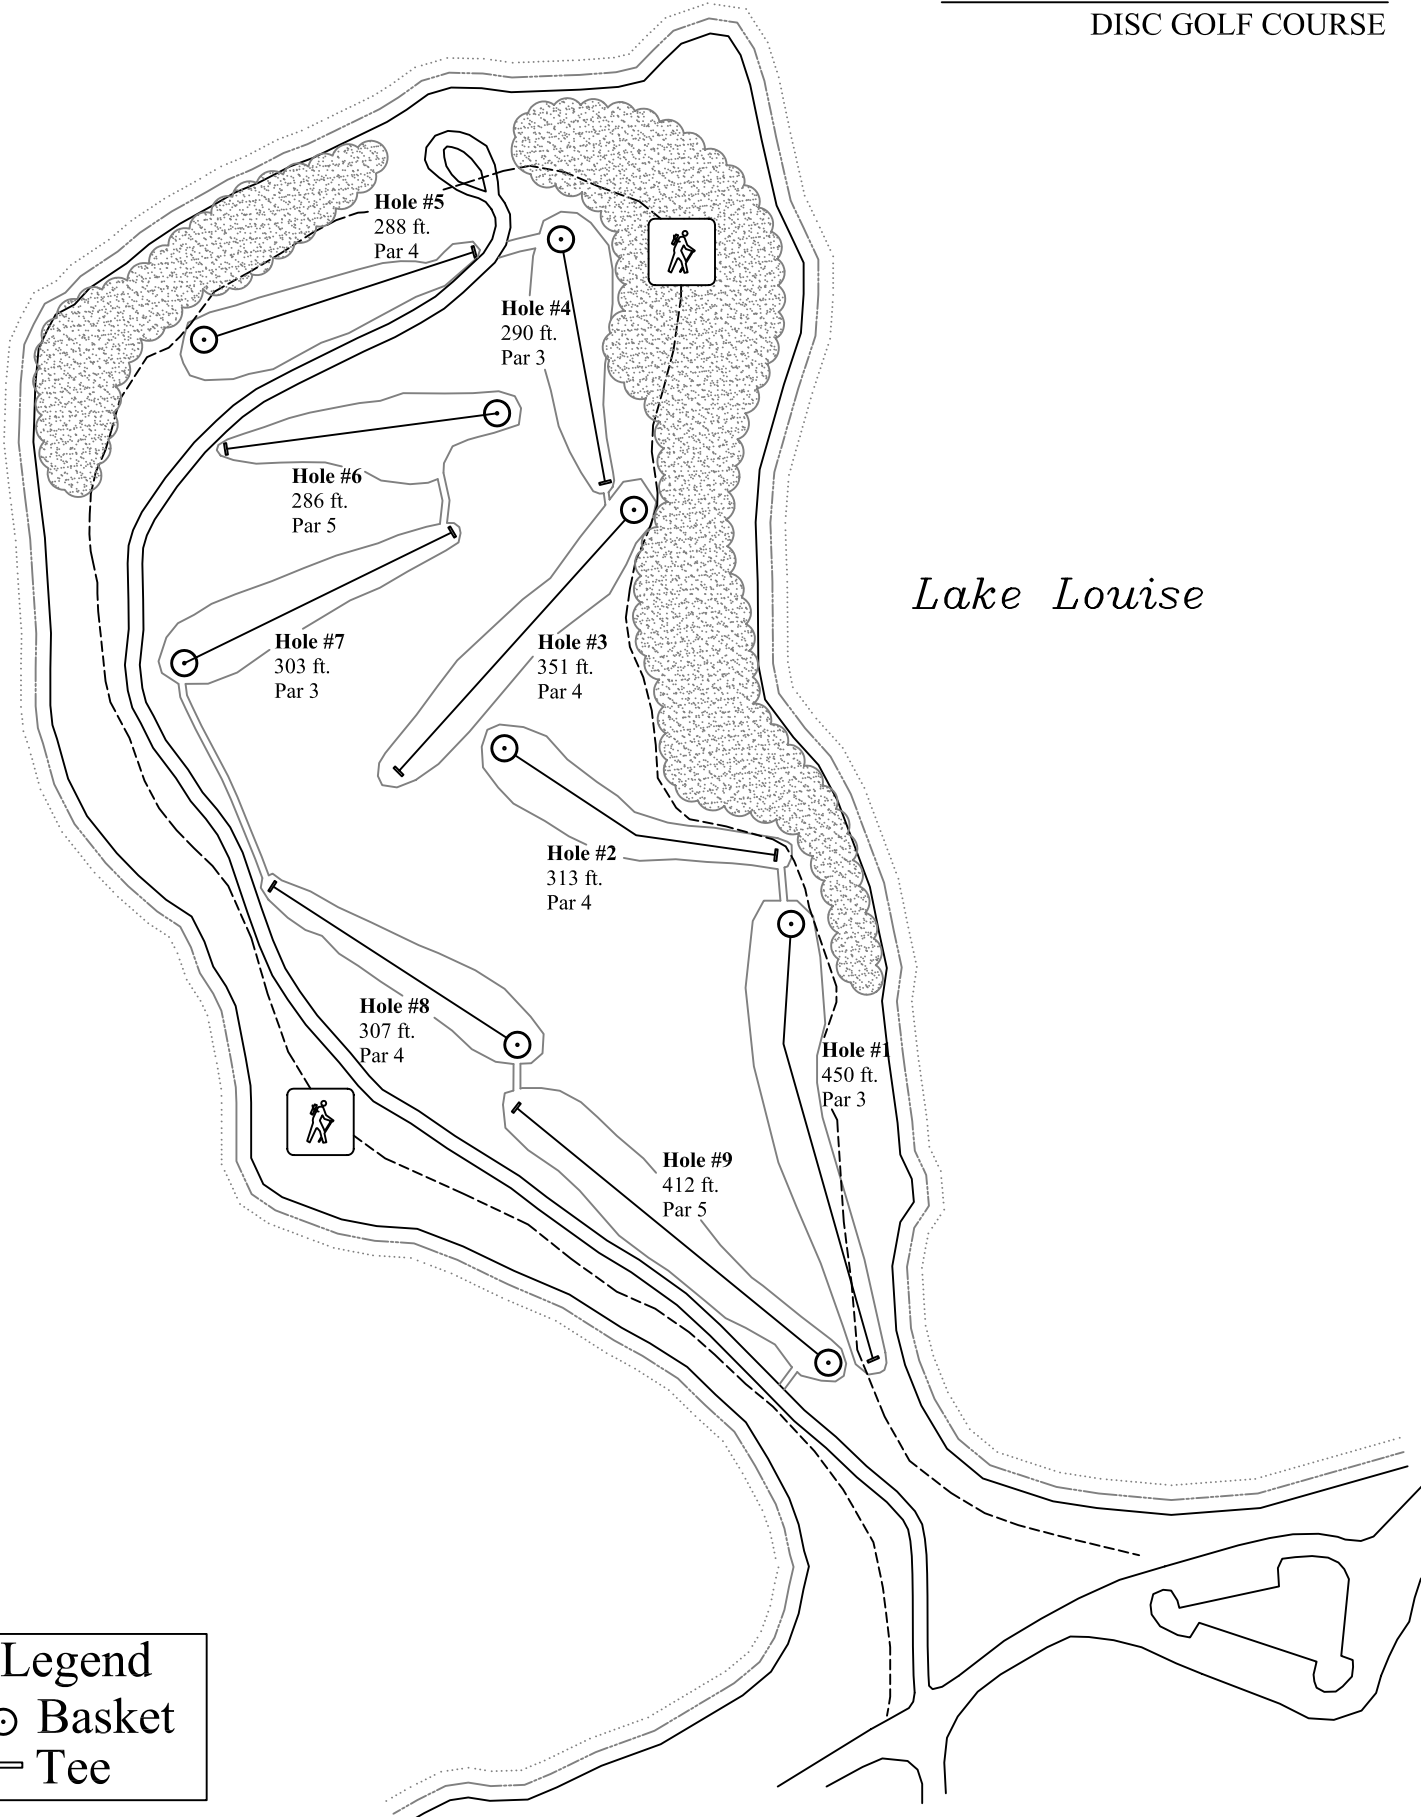 DISC GOLF COURSE
Hole #5
288 ft.
Par 4
Hole #4
290 ft.
Par 3
Hole #6
286 ft.
Par 5
Lake Louise
Hole #7
303 ft.
Par 3
Hole #3
351 ft.
Par 4
Hole #2
313 ft.
Par 4
Hole #8
307 ft.
Par 4
Hole #1
450 ft.
Par 3
Hole #9
412 ft.
Par 5
Legend
Basket
Tee